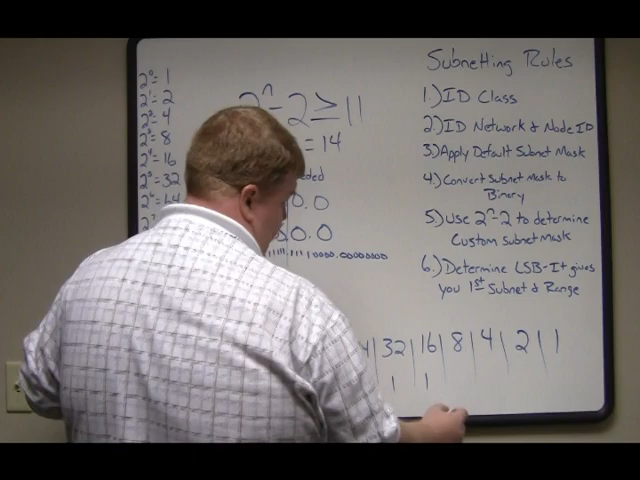 2⁰= 1
2¹= 2
2²= 4
2³= 8
2⁴= 16
2⁵= 32
2⁶= 64
2ⁿ-2≥11
= 14
0.0
0.0
Subnetting Rules
1.) ID Class
2.) ID Network & Node ID
3.) Apply Default Subnet Mask
4.) Convert Subnet Mask to
Binary
5.) Use 2ⁿ-2 to determine
Custom Subnet Mask
6.) Determine LSB-It gives
you 1st Subnet & Range
32 | 16 | 8 | 4 | 2 | 1
1 1